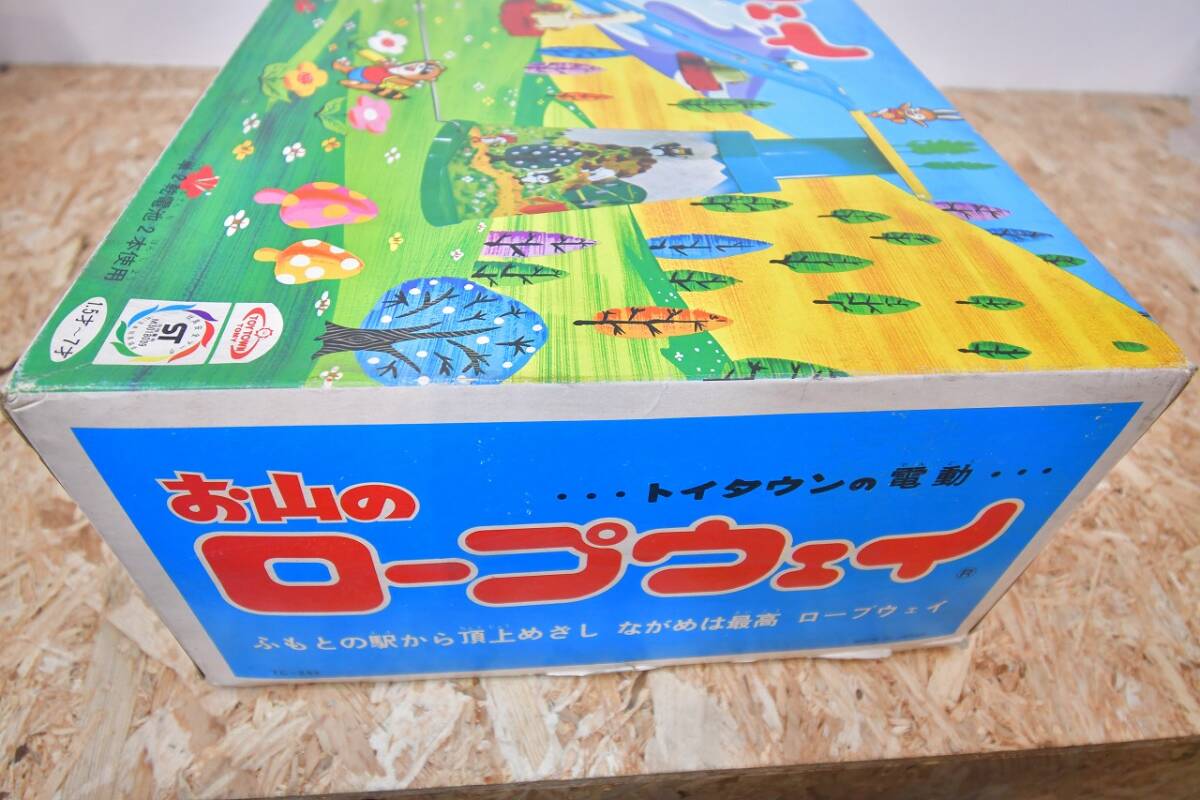 単2乾電池2本使用
1.5才~7才
ST
TOYTOWN
TONY
お山の
・・・トイタウンの電動・・・
ロープウェイ
®
ふもとの駅から頂上めざし ながめは最高 ロープウェイ